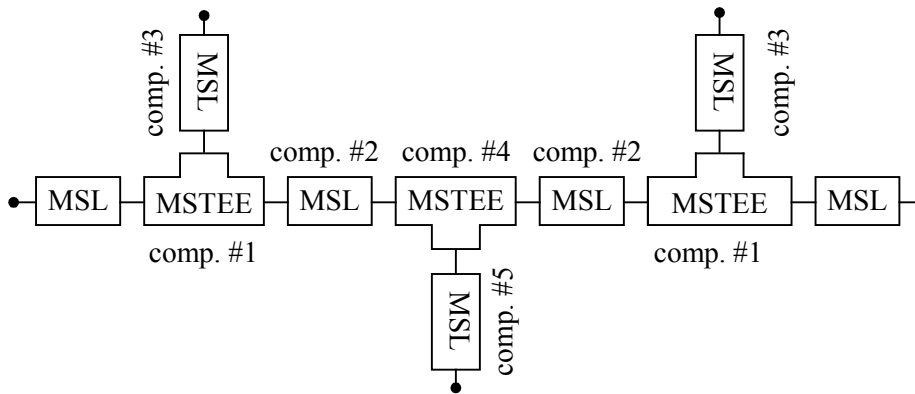 comp. #3
MSL
MSL
comp. #3
comp. #2
comp. #4
comp. #2
MSL
MSTEE
MSL
MSTEE
MSL
MSTEE
MSL
comp. #1
comp. #1
MSL
comp. #5